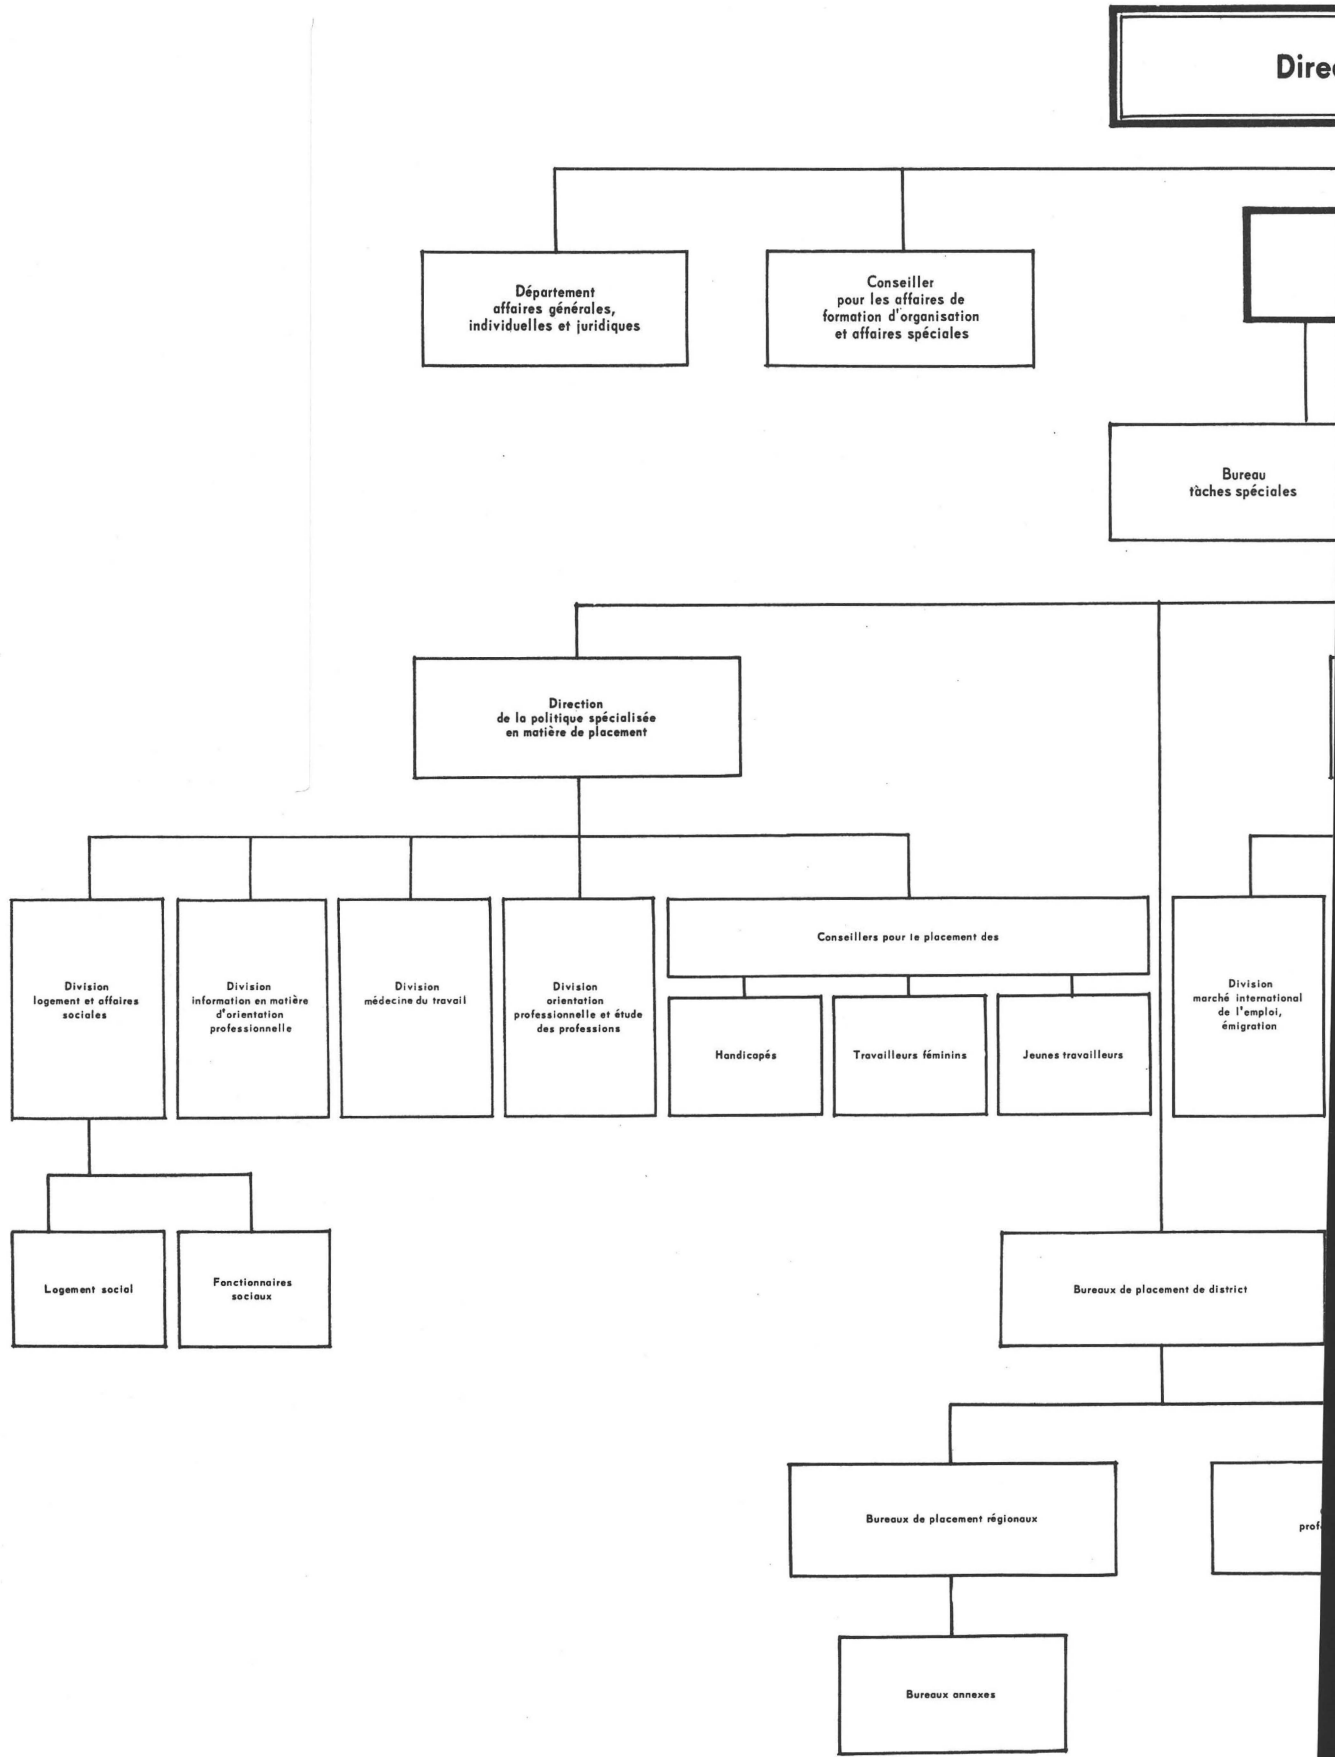 Direc
Département
affaires générales,
individuelles et juridiques
Conseiller
pour les affaires de
formation d'organisation
et affaires spéciales
Bureau
tâches spéciales
Direction
de la politique spécialisée
en matière de placement
Division
logement et affaires
sociales
Division
information en matière
d'orientation
professionnelle
Division
médecine du travail
Division
orientation
professionnelle et étude
des professions
Conseillers pour le placement des
Handicapés
Travailleurs féminins
Jeunes travailleurs
Division
marché international
de l'emploi,
émigration
Logement social
Fonctionnaires
sociaux
Bureaux de placement de district
Bureaux de placement régionaux
prof
Bureaux annexes